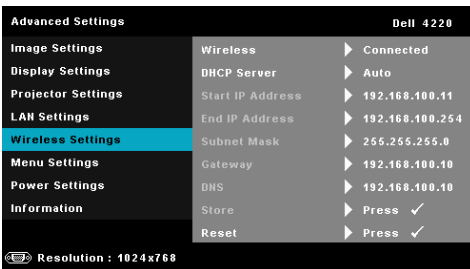 Advanced Settings Dell 4220
Image Settings
Display Settings
Projector Settings
LAN Settings
Wireless Settings
Menu Settings
Power Settings
Information
Wireless Connected
DHCP Server Auto
Start IP Address 192.168.100.11
End IP Address 192.168.100.254
Subnet Mask 255.255.255.0
Gateway 192.168.100.10
DNS 192.168.100.10
Store Press ✓
Reset Press ✓
Resolution : 1024x768